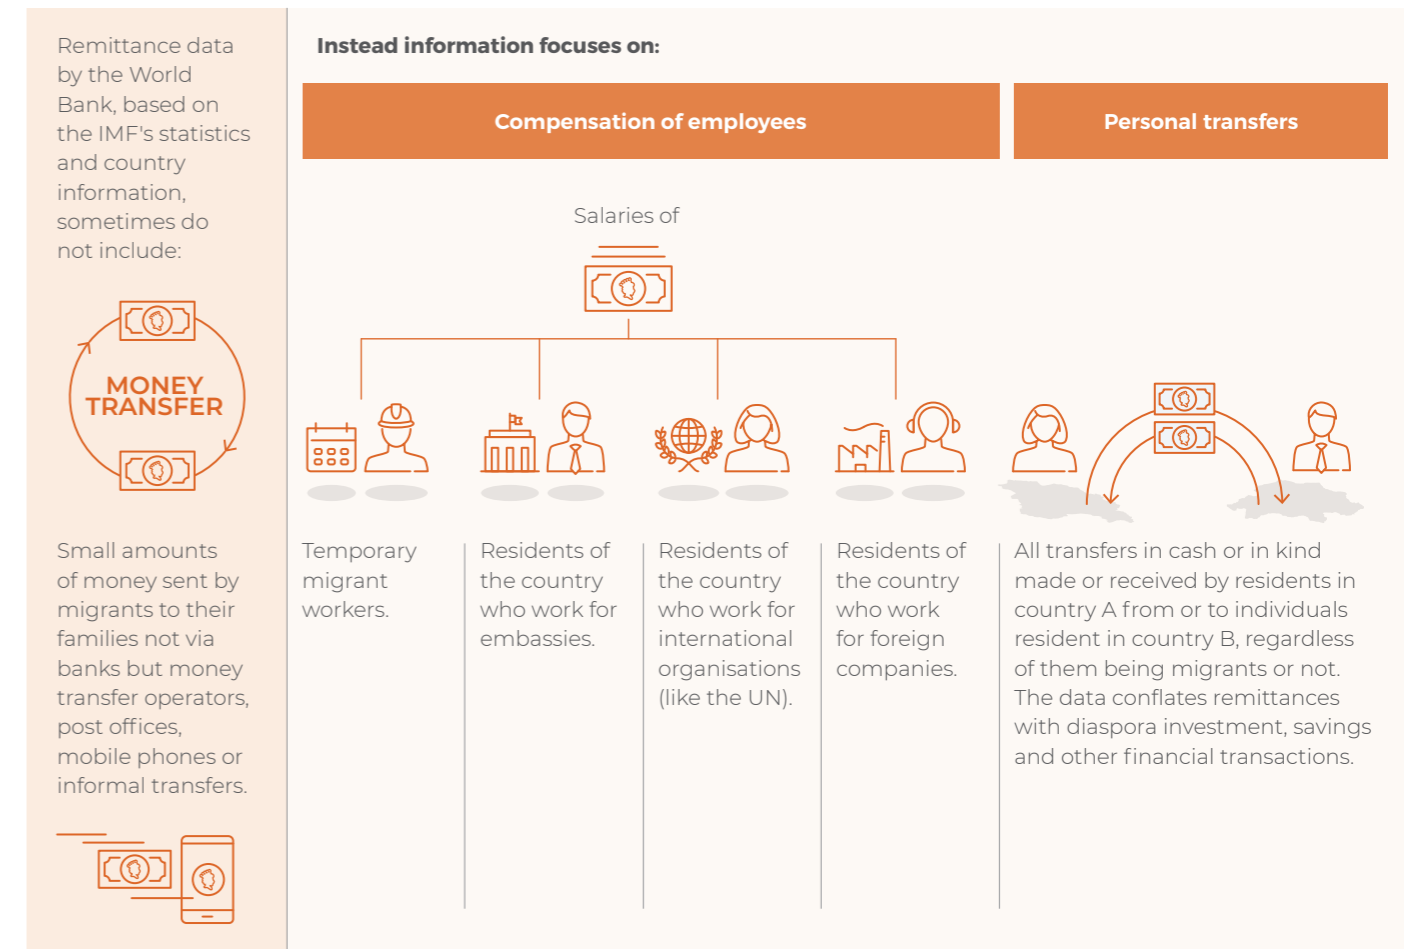 Remittance data
by the World
Bank, based on
the IMF's statistics
and country
information,
sometimes do
not include:
MONEY
TRANSFER
Small amounts
of money sent by
migrants to their
families not via
banks but money
transfer operators,
post offices,
mobile phones or
informal transfers.
Instead information focuses on:
Compensation of employees
Salaries of
Temporary
migrant
workers.
Residents of
the country
who work for
embassies.
Residents of
the country
who work for
international
organisations
(like the UN).
Residents of
the country
who work
for foreign
companies.
Personal transfers
All transfers in cash or in kind
made or received by residents in
country A from or to individuals
resident in country B, regardless
of them being migrants or not.
The data conflates remittances
with diaspora investment, savings
and other financial transactions.